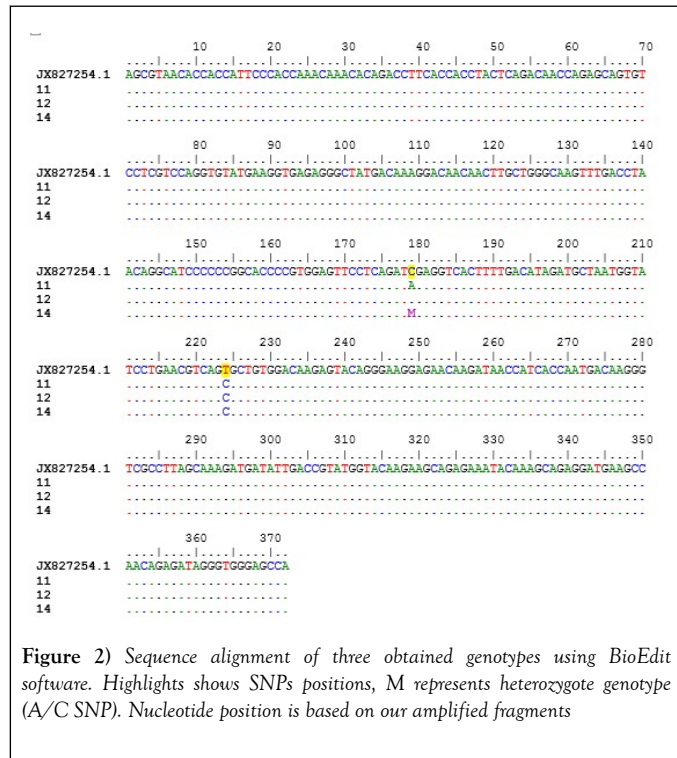 10 20 30 40 50 60 70
....|....|....|....|....|....|....|....|....|....|....|....|....|....|
JX827254.1 AGCGTAACACCACCATTCCCACCAAACAAACACAGACCTTCACCACCTACTCAGACAACCAGAGCAGTGT
11 ......................................................................
12 ......................................................................
14 ......................................................................
80 90 100 110 120 130 140
....|....|....|....|....|....|....|....|....|....|....|....|....|....|
JX827254.1 CCTCGTCCAGGTGTATGAAGGTGAGAGGGCTATGACAAAGGACAACAACTTGCTGGGCAAGTTTGACCTA
11 ......................................................................
12 ......................................................................
14 ......................................................................
150 160 170 180 190 200 210
....|....|....|....|....|....|....|....|....|....|....|....|....|....|
JX827254.1 ACAGGCATCCCCCCGGCACCCCGTGGAGTTCCTCAGATCGAGGTCACTTTTGACATAGATGCTAATGGTA
11 ......................................A...............................
12 ......................................................................
14 ......................................M...............................
220 230 240 250 260 270 280
....|....|....|....|....|....|....|....|....|....|....|....|....|....|
JX827254.1 TCCTGAACGTCAGTGCTGTGGACAAGAGTACAGGGAAGGAGAACAAGATAACCATCACCAATGACAAGGG
11 .............C........................................................
12 .............C........................................................
14 .............C........................................................
290 300 310 320 330 340 350
....|....|....|....|....|....|....|....|....|....|....|....|....|....|
JX827254.1 TCGCCTTAGCAAAGATGATATTGACCGTATGGTACAAGAAGCAGAGAAATACAAAGCAGAGGATGAAGCC
11 ......................................................................
12 ......................................................................
14 ......................................................................
360 370
....|....|....|....|..
JX827254.1 AACAGAGATAGGGTGGGAGCCA
11 ......................
12 ......................
14 ......................
Figure 2) Sequence alignment of three obtained genotypes using BioEdit
software. Highlights shows SNPs positions, M represents heterozygote genotype
(A/C SNP). Nucleotide position is based on our amplified fragments